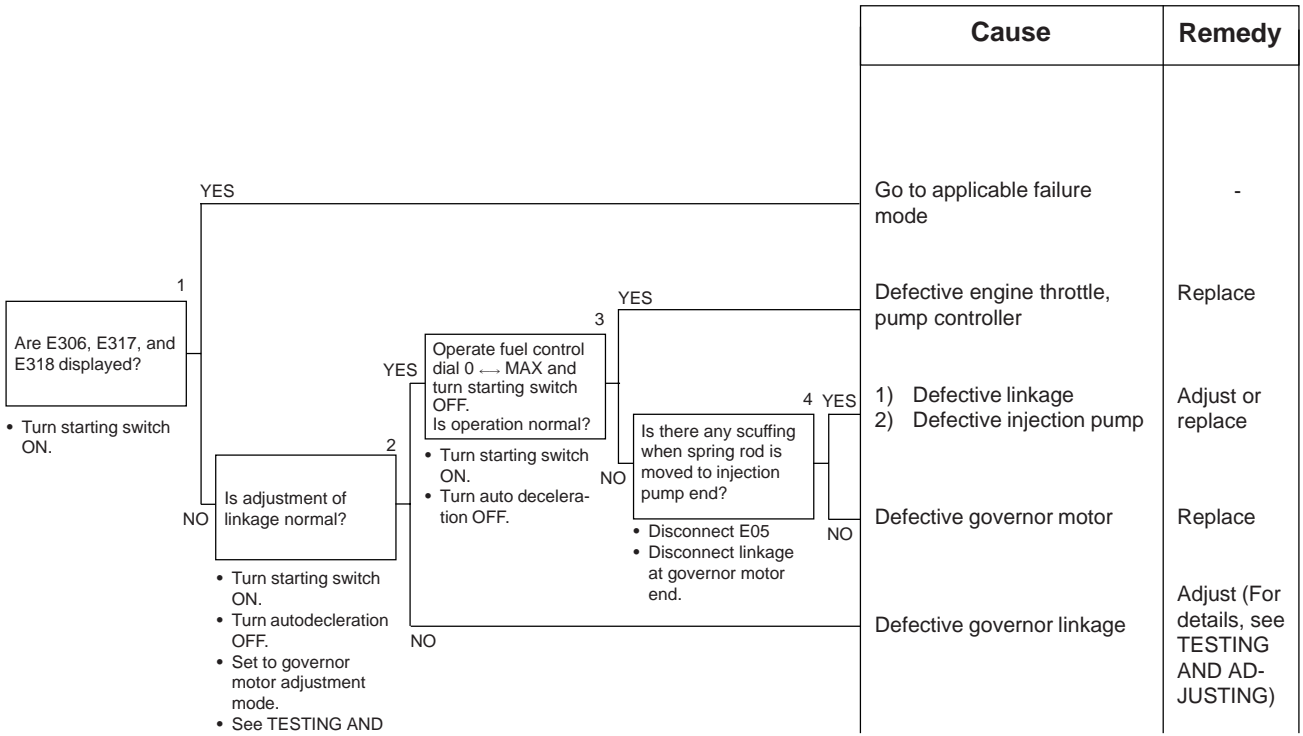 Cause
Remedy
YES
Go to applicable failure
mode
-
1
Are E306, E317, and
E318 displayed?
• Turn starting switch
ON.
NO
2
Is adjustment of
linkage normal?
• Turn starting switch
ON.
• Turn autodecleration
OFF.
• Set to governor
motor adjustment
mode.
• See TESTING AND
YES
3
Operate fuel control
dial 0 ←→ MAX and
turn starting switch
OFF.
Is operation normal?
• Turn starting switch
ON.
• Turn auto decelera-
tion OFF.
YES
Defective engine throttle,
pump controller
Replace
NO
4
Is there any scuffing
when spring rod is
moved to injection
pump end?
• Disconnect E05
• Disconnect linkage
at governor motor
end.
YES
1) Defective linkage
2) Defective injection pump
Adjust or
replace
NO
Defective governor motor
Replace
NO
Defective governor linkage
Adjust (For
details, see
TESTING
AND AD-
JUSTING)